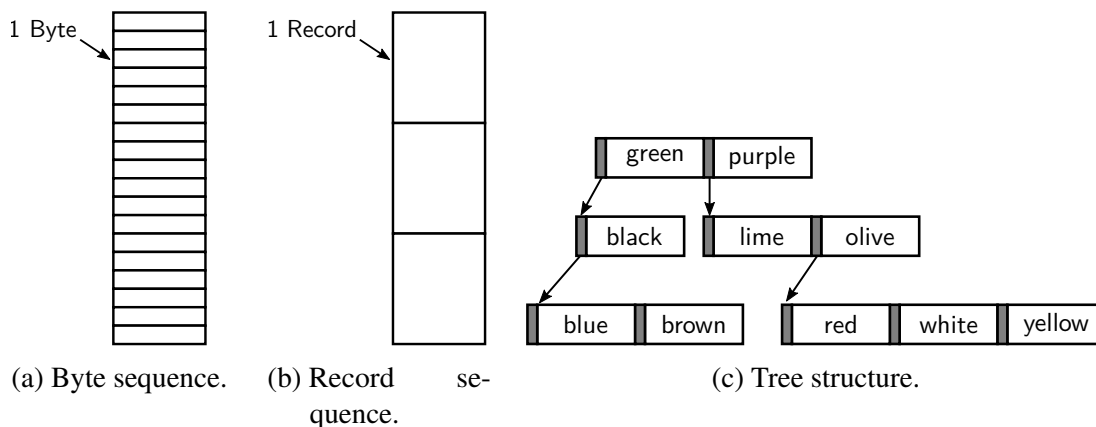 1 Byte
1 Record
green purple
black lime olive
blue brown red white yellow
(a) Byte sequence.
(b) Record se-
quence.
(c) Tree structure.